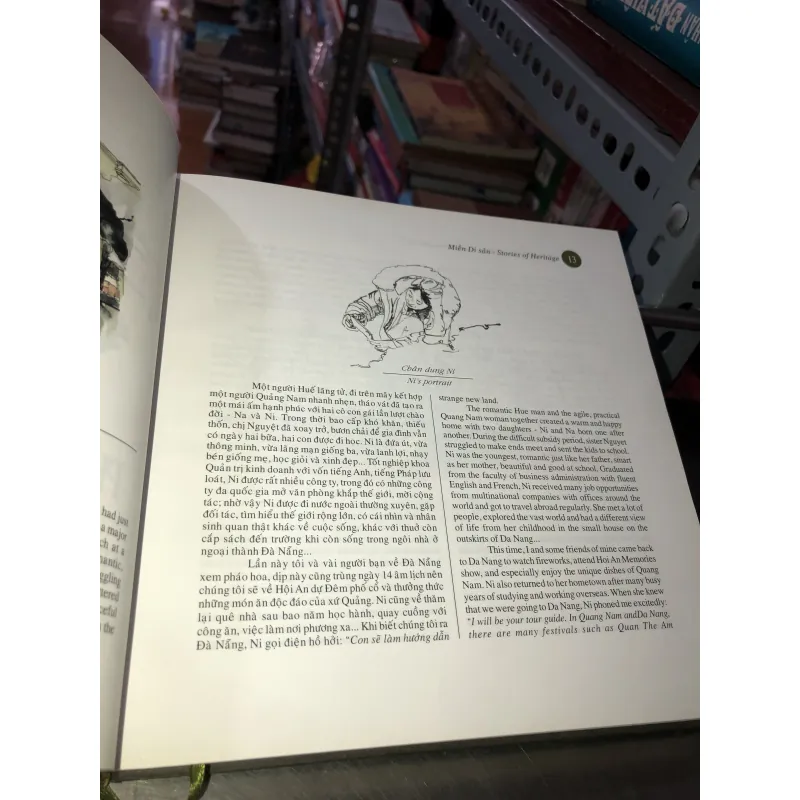 had just
a major
ch at a
mantic,
ggling
tered
ceful
the
Miền Di sản - Stories of Heritage 13
Chân dung Ni
Ni's portrait
Một người Huế lãng tử, đi trên mây kết hợp
một người Quảng Nam nhanh nhẹn, tháo vát đã tạo ra
một mái ấm hạnh phúc với hai cô con gái lần lượt chào
đời - Na và Ni. Trong thời bao cấp khó khăn, thiếu
thốn, chị Nguyệt đã xoay trở, bươn chải để gia đình vẫn
có ngày hai bữa, hai con được đi học. Ni là đứa út, vừa
thông minh, vừa lãng mạn giống ba, vừa lanh lợi, nhạy
bén giống mẹ, học giỏi và xinh đẹp... Tốt nghiệp khoa
Quản trị kinh doanh với vốn tiếng Anh, tiếng Pháp lưu
loát, Ni được rất nhiều công ty, trong đó có những công
ty đa quốc gia mở văn phòng khắp thế giới, mời cộng
tác; nhờ vậy Ni được đi nước ngoài thường xuyên, gặp
đối tác, tìm hiểu thế giới rộng lớn, có cái nhìn và nhân
sinh quan thật khác về cuộc sống, khác với thuở còn
cắp sách đến trường khi còn sống trong ngôi nhà ở
ngoại thành Đà Nẵng...
Lần này tôi và vài người bạn về Đà Nẵng
xem pháo hoa, dịp này cũng trùng ngày 14 âm lịch nên
chúng tôi sẽ về Hội An dự Đêm phố cổ và thưởng thức
những món ăn độc đáo của xứ Quảng. Ni cũng về thăm
lại quê nhà sau bao năm học hành, quay cuồng với
công ăn, việc làm nơi phương xa... Khi biết chúng tôi ra
Đà Nẵng, Ni gọi điện hồ hởi: "Con sẽ làm hướng dẫn
strange new land.
The romantic Hue man and the agile, practical
Quang Nam woman together created a warm and happy
home with two daughters - Ni and Na born one after
another. During the difficult subsidy period, sister Nguyet
struggled to make ends meet and sent the kids to school.
Ni was the youngest, romantic just like her father, smart
as her mother, beautiful and good at school. Graduated
from the faculty of business administration with fluent
English and French, Ni received many job opportunities
from multinational companies with offices around the
world and got to travel abroad regularly. She met a lot of
people, explored the vast world and had a different view
of life from her childhood in the small house on the
outskirts of Da Nang...
This time, I and some friends of mine came back
to Da Nang to watch fireworks, attend Hoi An Memories
show, and especially enjoy the unique dishes of Quang
Nam. Ni also returned to her hometown after many busy
years of studying and working overseas. When she knew
that we were going to Da Nang, Ni phoned me excitedly:
"I will be your tour guide. In Quang Nam andDa Nang,
there are many festivals such as Quan The Am